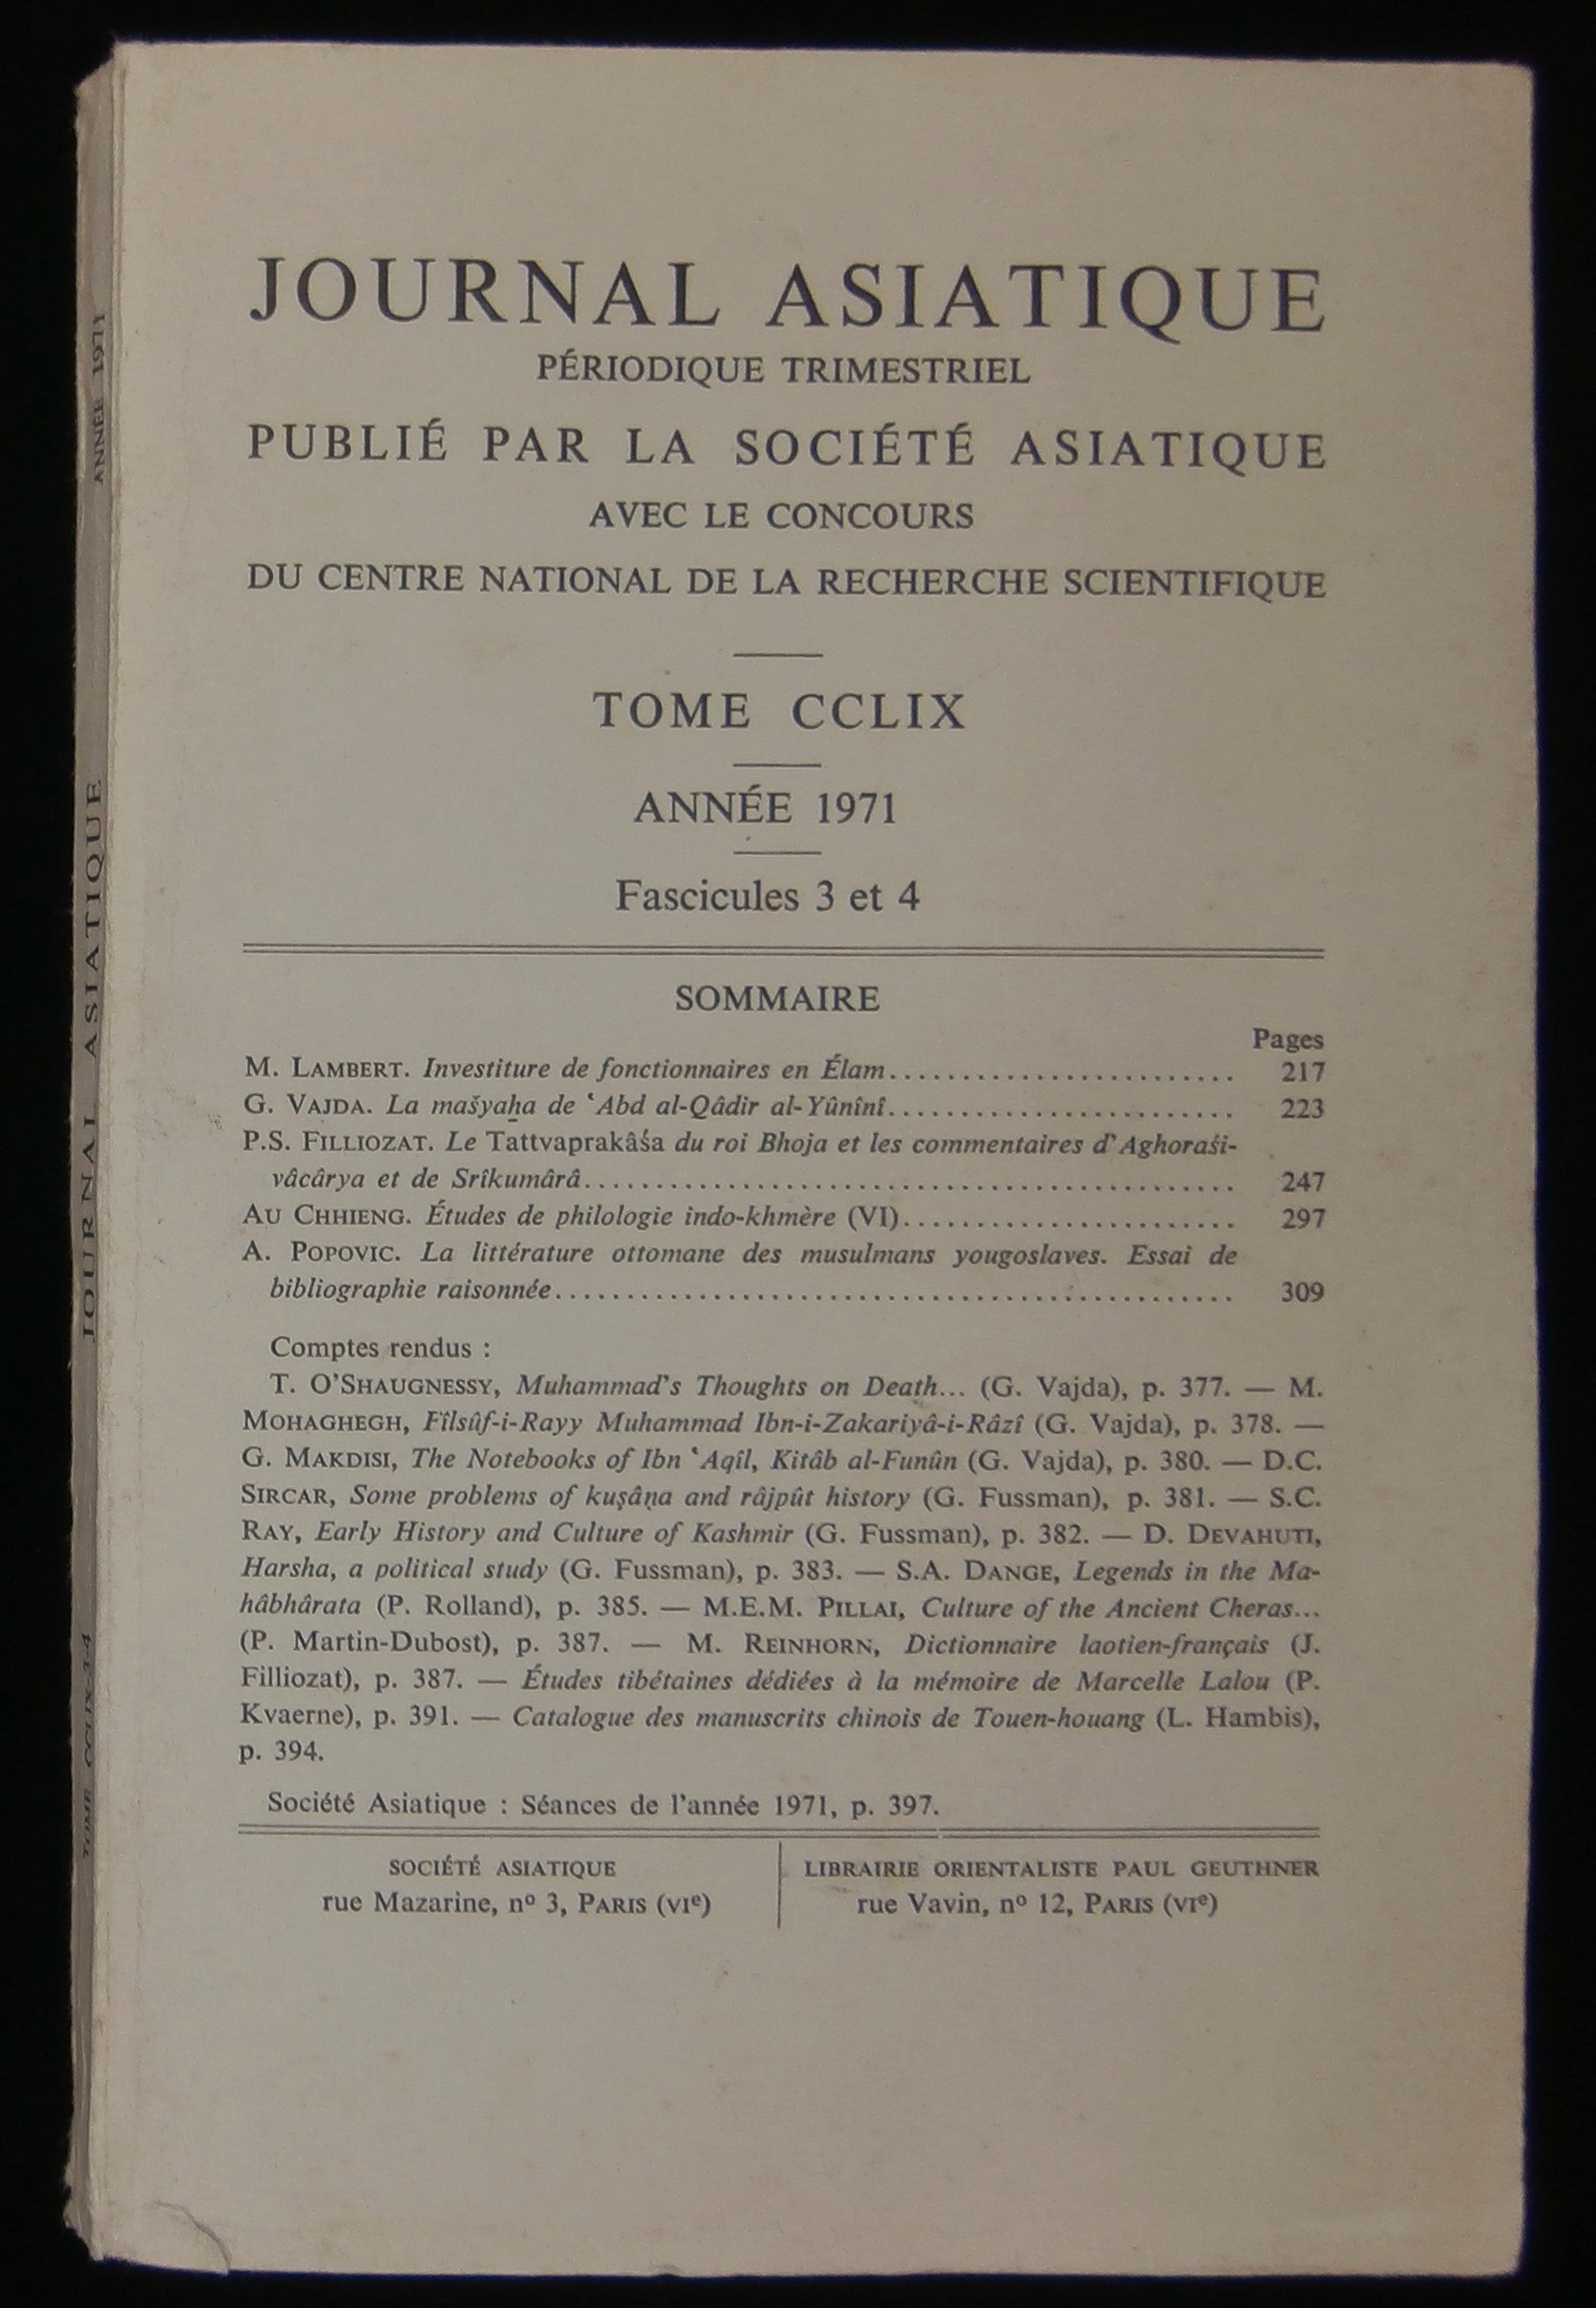 JOURNAL ASIATIQUE
PÉRIODIQUE TRIMESTRIEL
PUBLIÉ PAR LA SOCIÉTÉ ASIATIQUE
AVEC LE CONCOURS
DU CENTRE NATIONAL DE LA RECHERCHE SCIENTIFIQUE
TOME CCLIX
ANNÉE 1971
Fascicules 3 et 4
SOMMAIRE
Pages
M. LAMBERT. Investiture de fonctionnaires en Élam........................ 217
G. VAJDA. La mašyaẖa de ʿAbd al-Qâdir al-Yûnînî........................ 223
P.S. FILLIOZAT. Le Tattvaprakâśa du roi Bhoja et les commentaires d'Aghoraśi-
vâcârya et de Srîkumârâ............................................. 247
AU CHHIENG. Études de philologie indo-khmère (VI)....................... 297
A. POPOVIC. La littérature ottomane des musulmans yougoslaves. Essai de
bibliographie raisonnée............................................... 309
Comptes rendus :
T. O'SHAUGNESSY, Muhammad's Thoughts on Death... (G. Vajda), p. 377. — M.
MOHAGHEGH, Fîlsûf-i-Rayy Muhammad Ibn-i-Zakariyâ-i-Râzî (G. Vajda), p. 378. —
G. MAKDISI, The Notebooks of Ibn ʿAqîl, Kitâb al-Funûn (G. Vajda), p. 380. — D.C.
SIRCAR, Some problems of kuṣâṇa and râjpût history (G. Fussman), p. 381. — S.C.
RAY, Early History and Culture of Kashmir (G. Fussman), p. 382. — D. DEVAHUTI,
Harsha, a political study (G. Fussman), p. 383. — S.A. DANGE, Legends in the Ma-
hâbhârata (P. Rolland), p. 385. — M.E.M. PILLAI, Culture of the Ancient Cheras...
(P. Martin-Dubost), p. 387. — M. REINHORN, Dictionnaire laotien-français (J.
Filliozat), p. 387. — Études tibétaines dédiées à la mémoire de Marcelle Lalou (P.
Kvaerne), p. 391. — Catalogue des manuscrits chinois de Touen-houang (L. Hambis),
p. 394.
Société Asiatique : Séances de l'année 1971, p. 397.
SOCIÉTÉ ASIATIQUE
rue Mazarine, nº 3, PARIS (VIe)
LIBRAIRIE ORIENTALISTE PAUL GEUTHNER
rue Vavin, nº 12, PARIS (VIe)
TOME CCLIX-3-4
JOURNAL ASIATIQUE
ANNÉE 1971